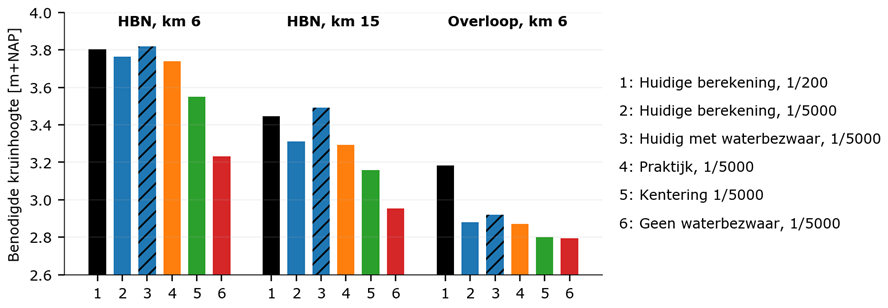 HBN, km 6
HBN, km 15
Overloop, km 6
Benodigde kruinhoogte [m+NAP]
4.0
3.8
3.6
3.4
3.2
3.0
2.8
2.6
1 2 3 4 5 6
1 2 3 4 5 6
1 2 3 4 5 6
1: Huidige berekening, 1/200
2: Huidige berekening, 1/5000
3: Huidig met waterbezwaar, 1/5000
4: Praktijk, 1/5000
5: Kentering 1/5000
6: Geen waterbezwaar, 1/5000